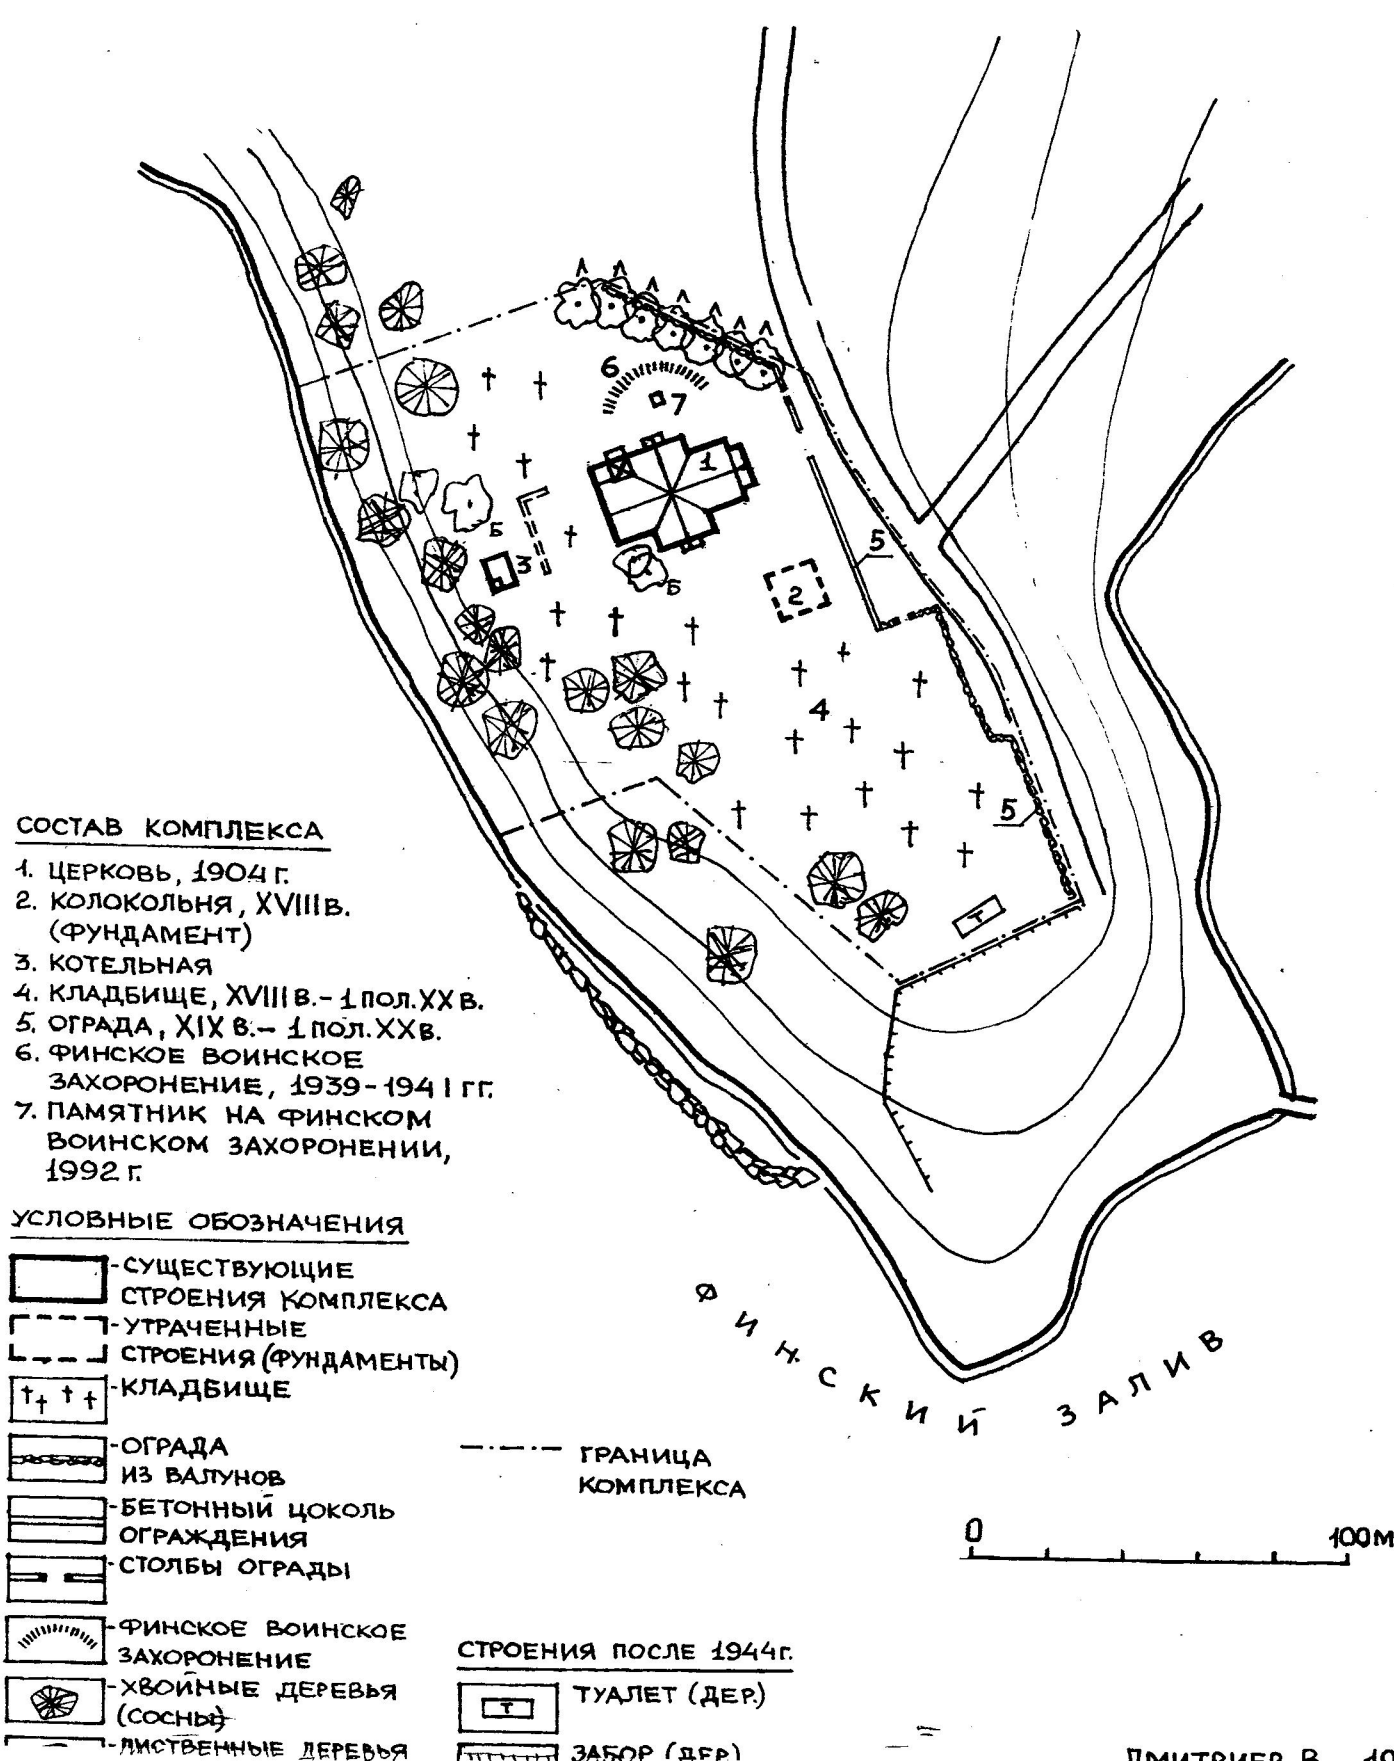 6
7
1
Б
3
5
Б
2
4
5
Т
СОСТАВ КОМПЛЕКСА
1. ЦЕРКОВЬ, 1904 г.
2. КОЛОКОЛЬНЯ, XVIII В.
(ФУНДАМЕНТ)
3. КОТЕЛЬНАЯ
4. КЛАДБИЩЕ, XVIII В. – 1 ПОЛ. XX В.
5. ОГРАДА, XIX В. – 1 ПОЛ. XX В.
6. ФИНСКОЕ ВОИНСКОЕ
ЗАХОРОНЕНИЕ, 1939-1941 ГГ.
7. ПАМЯТНИК НА ФИНСКОМ
ВОИНСКОМ ЗАХОРОНЕНИИ,
1992 Г.
УСЛОВНЫЕ ОБОЗНАЧЕНИЯ
-СУЩЕСТВУЮЩИЕ
СТРОЕНИЯ КОМПЛЕКСА
-УТРАЧЕННЫЕ
СТРОЕНИЯ (ФУНДАМЕНТЫ)
-КЛАДБИЩЕ
-ОГРАДА
ИЗ ВАЛУНОВ
-БЕТОННЫЙ ЦОКОЛЬ
ОГРАЖДЕНИЯ
-СТОЛБЫ ОГРАДЫ
-ФИНСКОЕ ВОИНСКОЕ
ЗАХОРОНЕНИЕ
-ХВОЙНЫЕ ДЕРЕВЬЯ
(СОСНЫ)
-ЛИСТВЕННЫЕ ДЕРЕВЬЯ
ГРАНИЦА
КОМПЛЕКСА
СТРОЕНИЯ ПОСЛЕ 1944 г.
Т
ТУАЛЕТ (ДЕР.)
ЗАБОР (ДЕР)
ФИНСКИЙ ЗАЛИВ
0 100 М
ДМИТРИЕВ В.